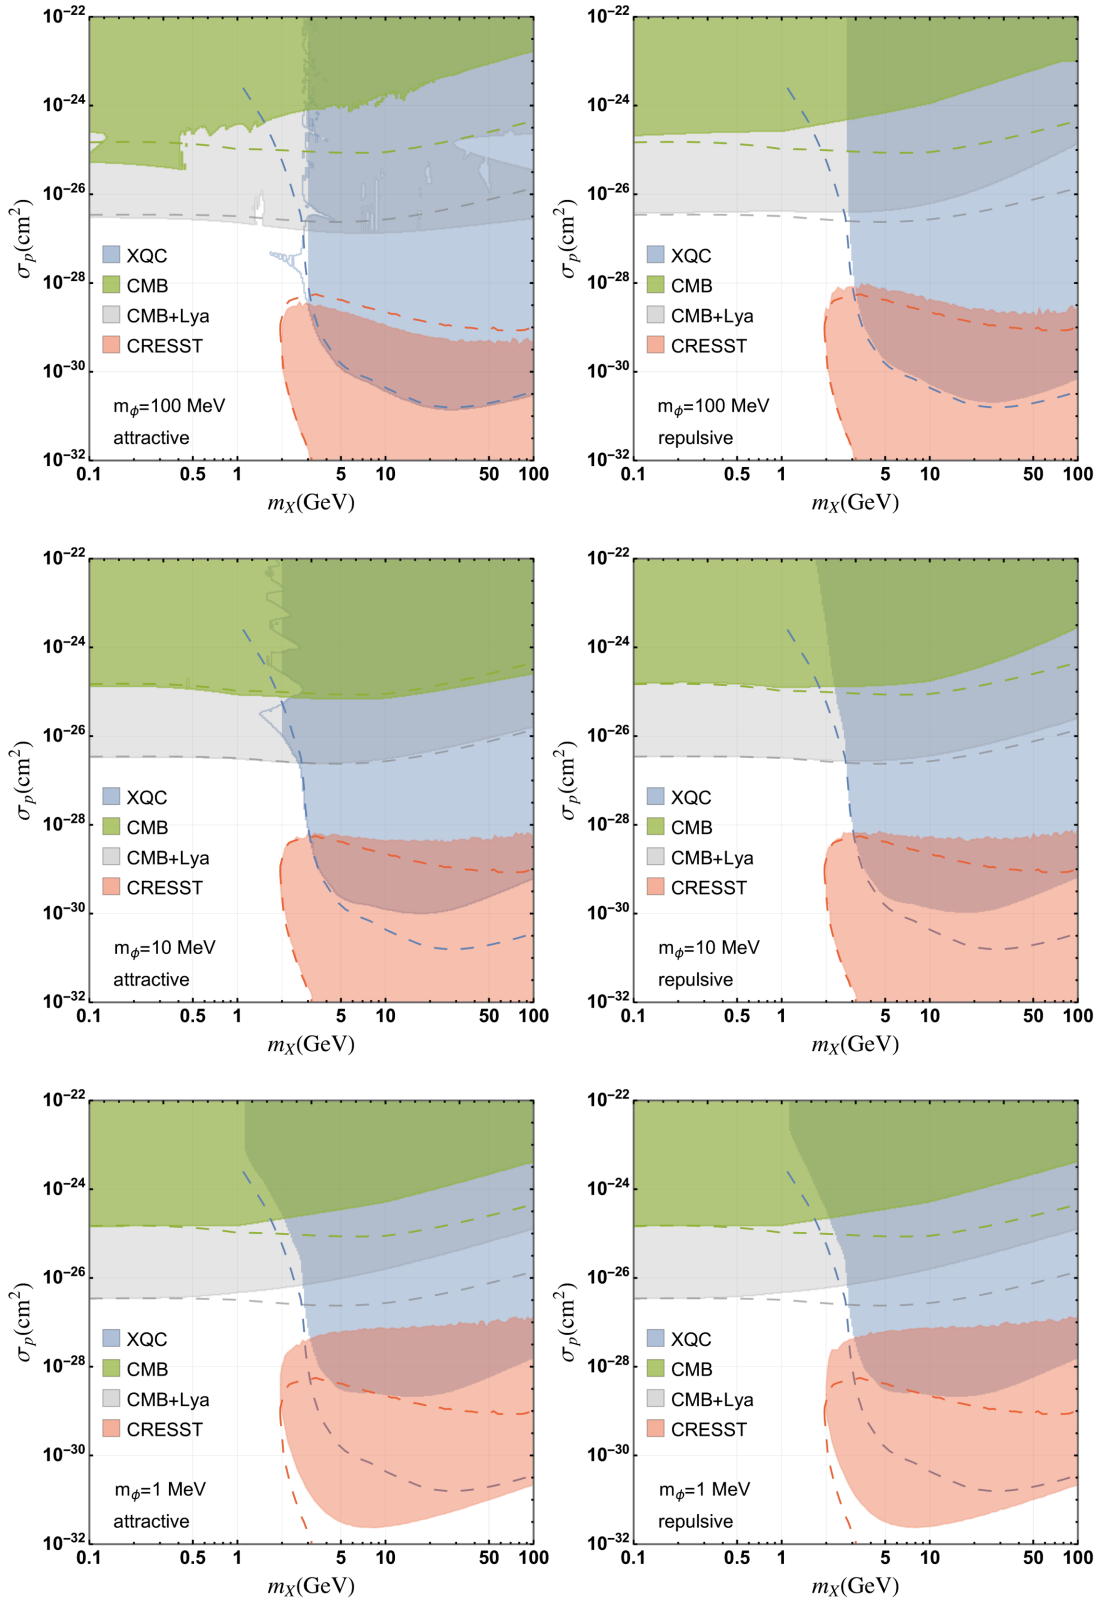 10^−22
10^−24
10^−26
10^−28
10^−30
10^−32
σ_p(cm^2)
XQC
CMB
CMB+Lya
CRESST
m_ϕ=100 MeV
attractive
0.1 0.5 1 5 10 50 100
m_X(GeV)
10^−22
10^−24
10^−26
10^−28
10^−30
10^−32
σ_p(cm^2)
XQC
CMB
CMB+Lya
CRESST
m_ϕ=100 MeV
repulsive
0.1 0.5 1 5 10 50 100
m_X(GeV)
10^−22
10^−24
10^−26
10^−28
10^−30
10^−32
σ_p(cm^2)
XQC
CMB
CMB+Lya
CRESST
m_ϕ=10 MeV
attractive
0.1 0.5 1 5 10 50 100
m_X(GeV)
10^−22
10^−24
10^−26
10^−28
10^−30
10^−32
σ_p(cm^2)
XQC
CMB
CMB+Lya
CRESST
m_ϕ=10 MeV
repulsive
0.1 0.5 1 5 10 50 100
m_X(GeV)
10^−22
10^−24
10^−26
10^−28
10^−30
10^−32
σ_p(cm^2)
XQC
CMB
CMB+Lya
CRESST
m_ϕ=1 MeV
attractive
0.1 0.5 1 5 10 50 100
m_X(GeV)
10^−22
10^−24
10^−26
10^−28
10^−30
10^−32
σ_p(cm^2)
XQC
CMB
CMB+Lya
CRESST
m_ϕ=1 MeV
repulsive
0.1 0.5 1 5 10 50 100
m_X(GeV)